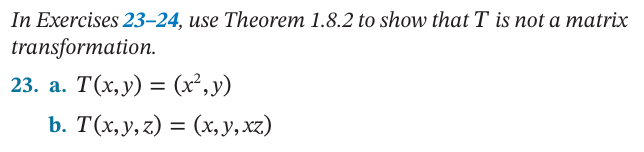 In Exercises 23–24, use Theorem 1.8.2 to show that T is not a matrix
transformation.
23. a. T(x, y) = (x², y)
b. T(x, y, z) = (x, y, xz)